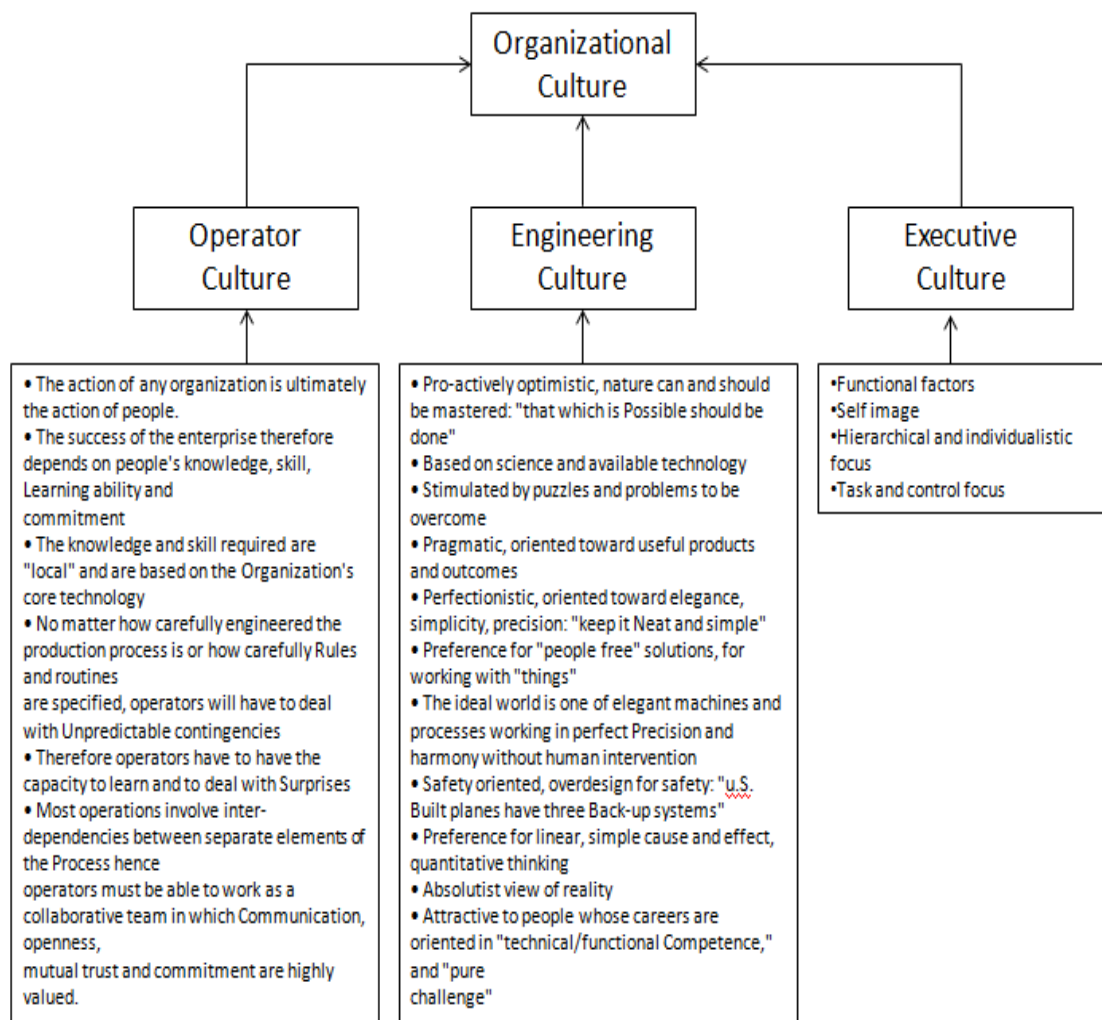 Organizational
Culture
Operator
Culture
Engineering
Culture
Executive
Culture
• The action of any organization is ultimately
the action of people.
• The success of the enterprise therefore
depends on people's knowledge, skill,
Learning ability and
commitment
• The knowledge and skill required are
"local" and are based on the Organization's
core technology
• No matter how carefully engineered the
production process is or how carefully Rules
and routines
are specified, operators will have to deal
with Unpredictable contingencies
• Therefore operators have to have the
capacity to learn and to deal with Surprises
• Most operations involve inter-
dependencies between separate elements of
the Process hence
operators must be able to work as a
collaborative team in which Communication,
openness,
mutual trust and commitment are highly
valued.
• Pro-actively optimistic, nature can and should
be mastered: "that which is Possible should be
done"
• Based on science and available technology
• Stimulated by puzzles and problems to be
overcome
• Pragmatic, oriented toward useful products
and outcomes
• Perfectionistic, oriented toward elegance,
simplicity, precision: "keep it Neat and simple"
• Preference for "people free" solutions, for
working with "things"
• The ideal world is one of elegant machines and
processes working in perfect Precision and
harmony without human intervention
• Safety oriented, overdesign for safety: "u.S.
Built planes have three Back-up systems"
• Preference for linear, simple cause and effect,
quantitative thinking
• Absolutist view of reality
• Attractive to people whose careers are
oriented in "technical/functional Competence,"
and "pure
challenge"
•Functional factors
•Self image
•Hierarchical and individualistic
focus
•Task and control focus